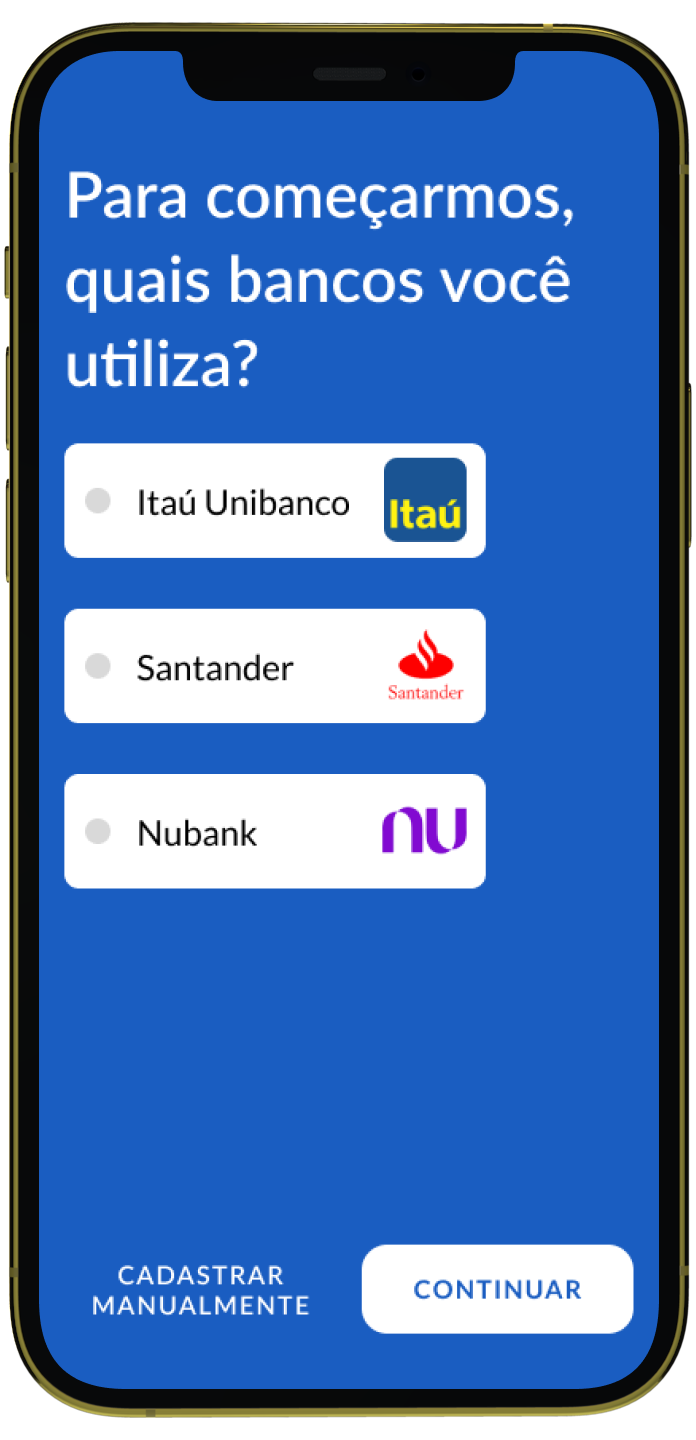 Para começarmos,
quais bancos você
utiliza?
Itaú Unibanco
Itaú
Santander
Santander
Nubank
nu
CADASTRAR
MANUALMENTE
CONTINUAR